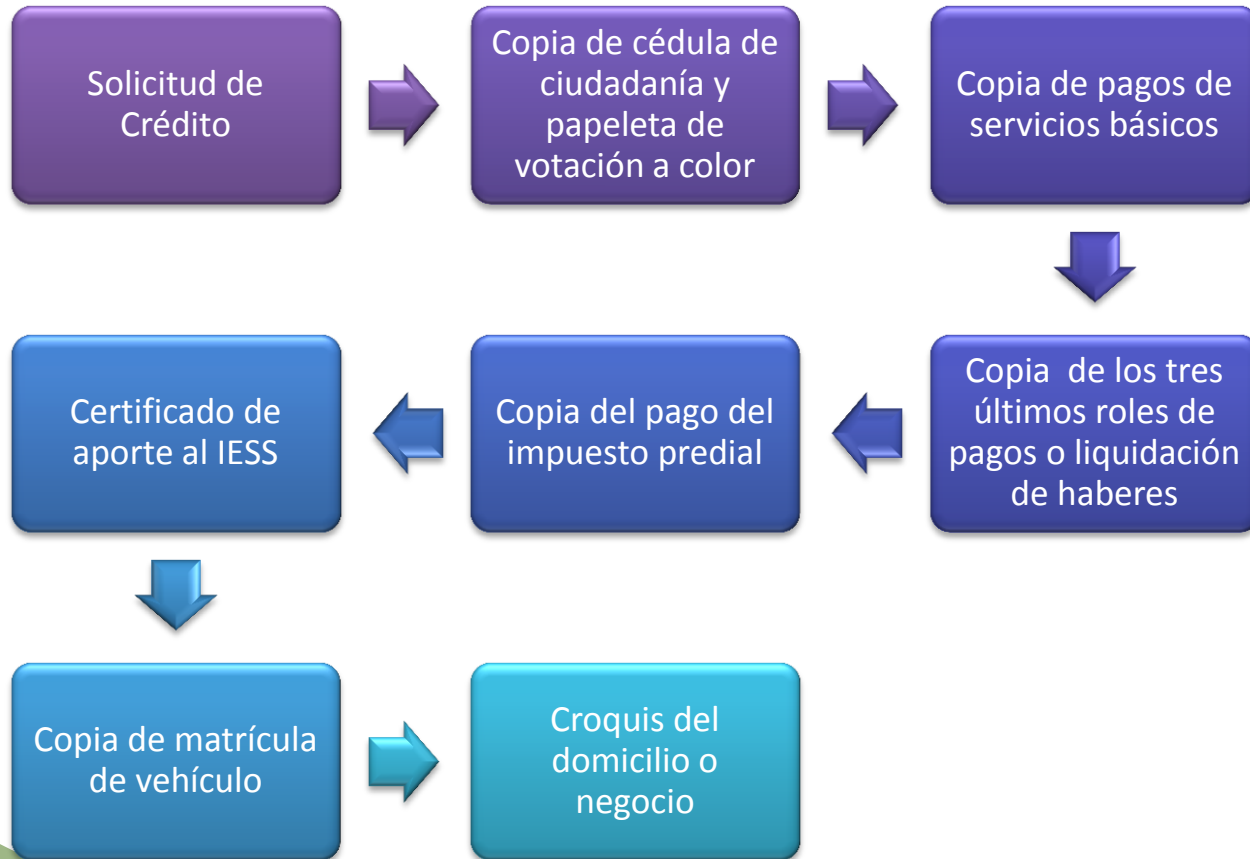 Solicitud de
Crédito
Copia de cédula de
ciudadanía y
papeleta de
votación a color
Copia de pagos de
servicios básicos
Copia de los tres
últimos roles de
pagos o liquidación
de haberes
Copia del pago del
impuesto predial
Certificado de
aporte al IESS
Copia de matrícula
de vehículo
Croquis del
domicilio o
negocio